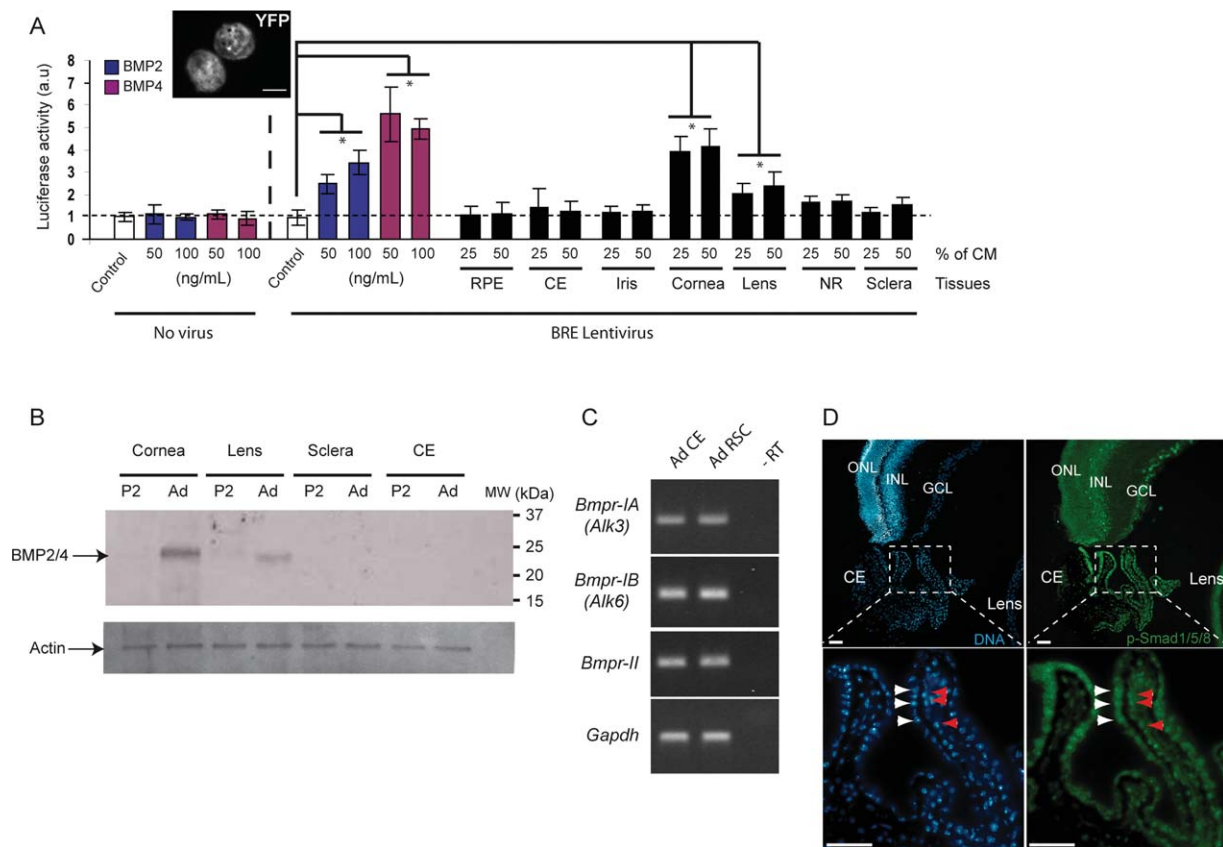 A
YFP
BMP2
BMP4
Luciferase activity (a.u)
8
7
6
5
4
3
2
1
0
*
*
*
*
Control 50 100 50 100 Control 50 100 50 100 25 50 25 50 25 50 25 50 25 50 25 50 25 50 % of CM
(ng/mL) (ng/mL) RPE CE Iris Cornea Lens NR Sclera Tissues
No virus BRE Lentivirus
B
Cornea Lens Sclera CE
P2 Ad P2 Ad P2 Ad P2 Ad MW (kDa)
37
BMP2/4 25
20
15
Actin
C
Ad CE Ad RSC - RT
Bmpr-IA
(Alk3)
Bmpr-IB
(Alk6)
Bmpr-II
Gapdh
D
ONL INL GCL
CE
Lens
DNA
ONL INL GCL
CE
Lens
p-Smad1/5/8